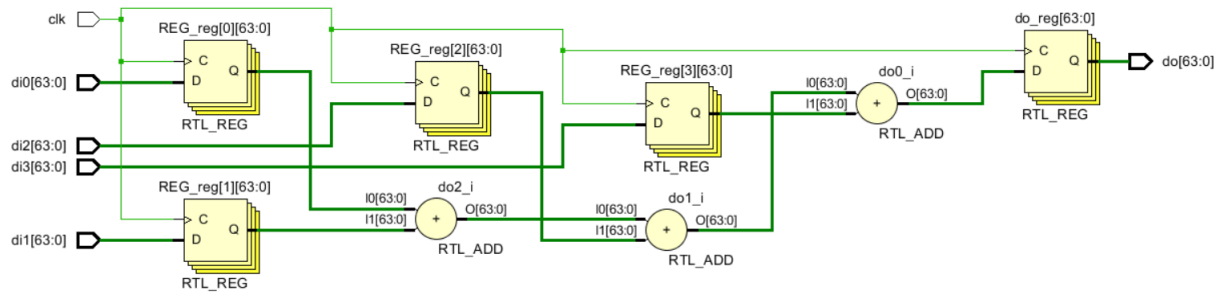 clk
REG_reg[0][63:0]
C
D
Q
RTL_REG
di0[63:0]
REG_reg[2][63:0]
C
D
Q
RTL_REG
di2[63:0]
di3[63:0]
REG_reg[3][63:0]
C
D
Q
RTL_REG
do0_i
I0[63:0]
I1[63:0]
+
O[63:0]
RTL_ADD
do_reg[63:0]
C
D
Q
RTL_REG
do[63:0]
REG_reg[1][63:0]
C
D
Q
RTL_REG
di1[63:0]
do2_i
I0[63:0]
I1[63:0]
+
O[63:0]
RTL_ADD
do1_i
I0[63:0]
I1[63:0]
+
O[63:0]
RTL_ADD